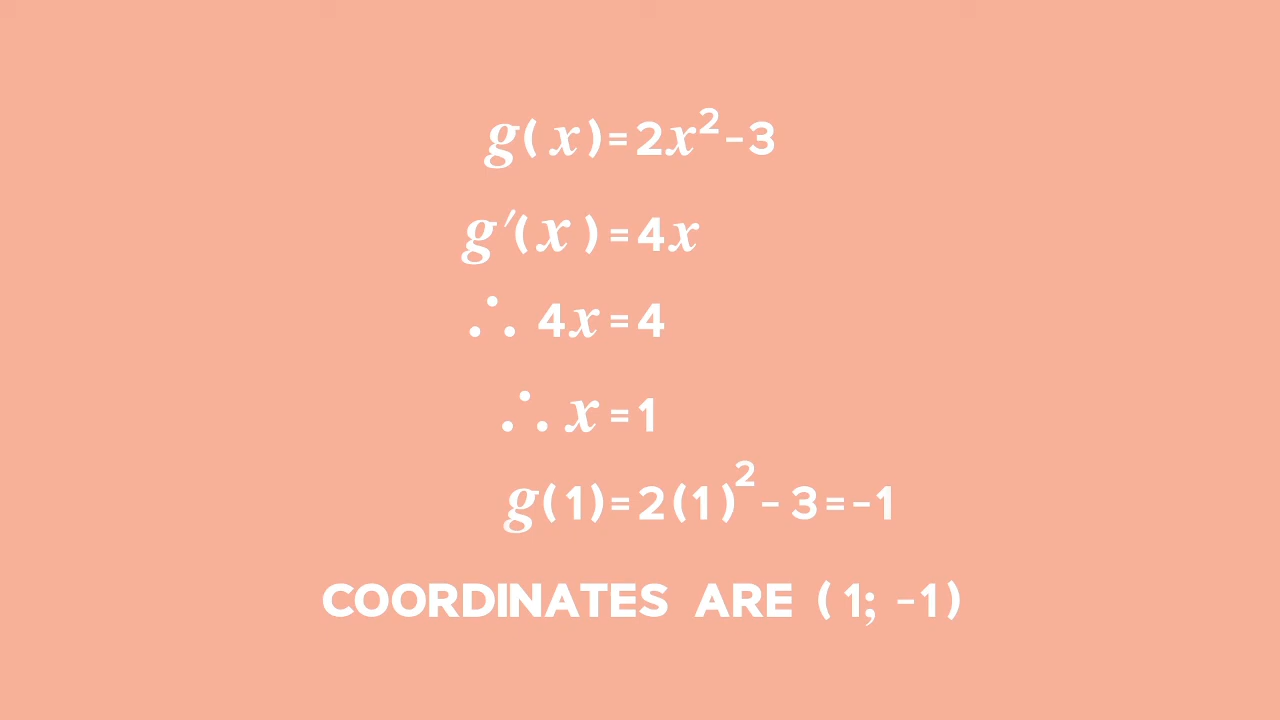 g(x)=2x²-3
g′(x)=4x
∴ 4x=4
∴ x=1
g(1)=2(1)²-3=-1
COORDINATES ARE (1; -1)